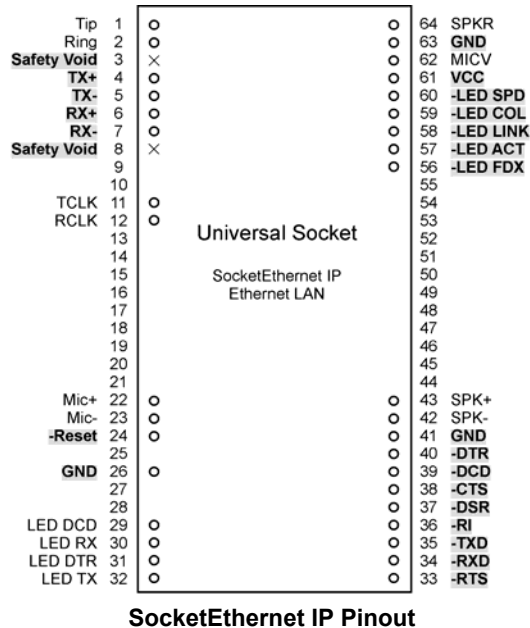 Tip 1 64 SPKR
Ring 2 63 GND
Safety Void 3 62 MICV
TX+ 4 61 VCC
TX- 5 60 -LED SPD
RX+ 6 59 -LED COL
RX- 7 58 -LED LINK
Safety Void 8 57 -LED ACT
9 56 -LED FDX
10 55
TCLK 11 54
RCLK 12 53
13 Universal Socket 52
14 51
15 SocketEthernet IP 50
16 Ethernet LAN 49
17 48
18 47
19 46
20 45
21 44
Mic+ 22 43 SPK+
Mic- 23 42 SPK-
-Reset 24 41 GND
25 40 -DTR
GND 26 39 -DCD
27 38 -CTS
28 37 -DSR
LED DCD 29 36 -RI
LED RX 30 35 -TXD
LED DTR 31 34 -RXD
LED TX 32 33 -RTS
SocketEthernet IP Pinout